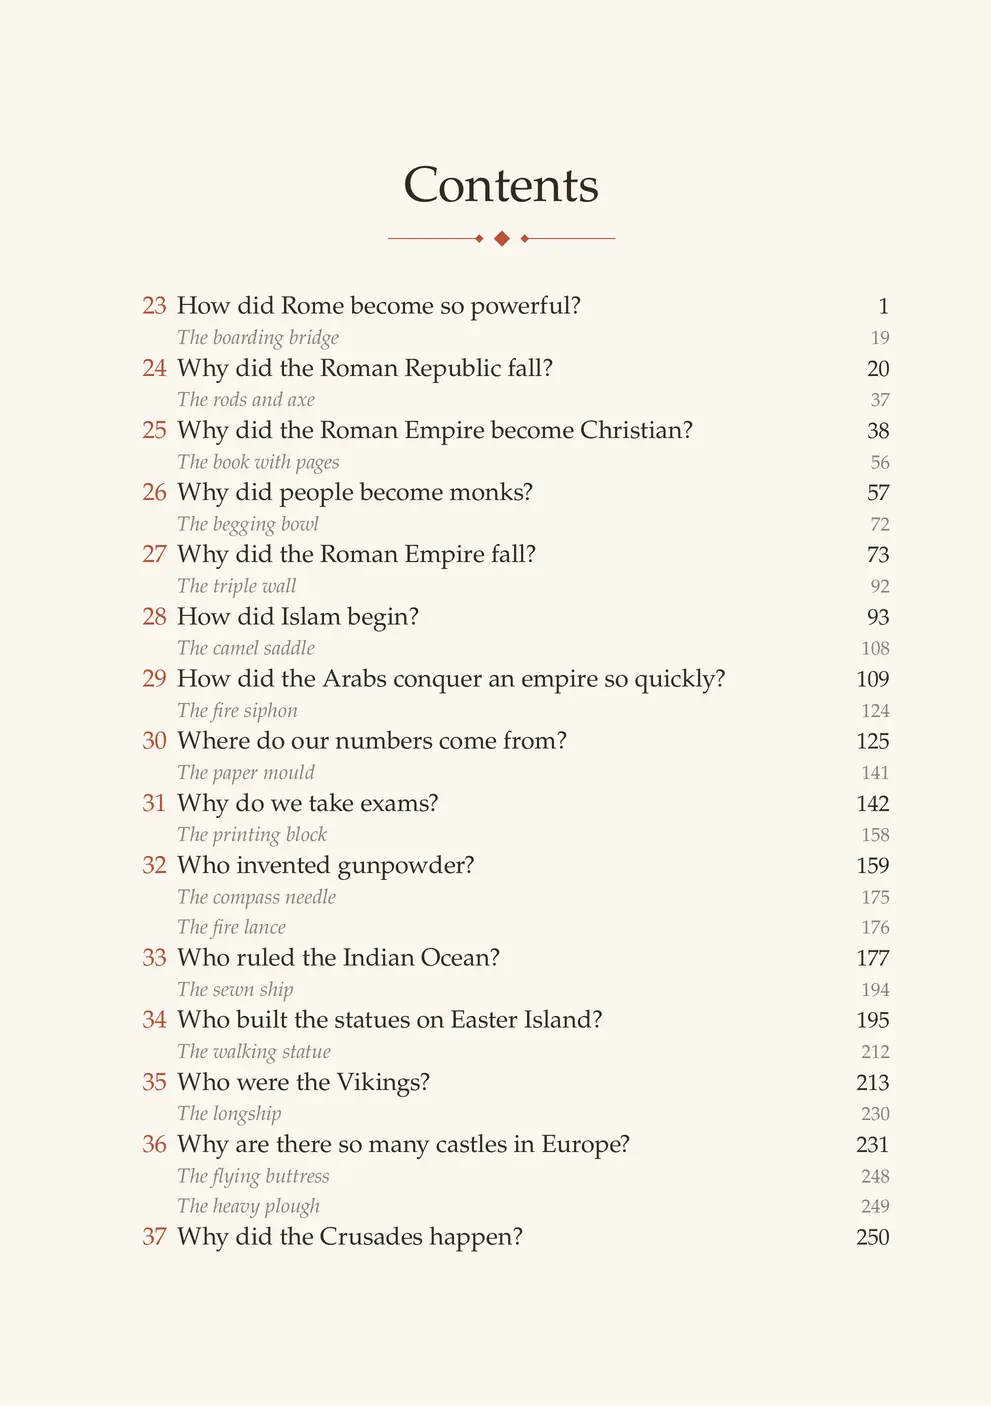 Contents
23 How did Rome become so powerful? 1
The boarding bridge 19
24 Why did the Roman Republic fall? 20
The rods and axe 37
25 Why did the Roman Empire become Christian? 38
The book with pages 56
26 Why did people become monks? 57
The begging bowl 72
27 Why did the Roman Empire fall? 73
The triple wall 92
28 How did Islam begin? 93
The camel saddle 108
29 How did the Arabs conquer an empire so quickly? 109
The fire siphon 124
30 Where do our numbers come from? 125
The paper mould 141
31 Why do we take exams? 142
The printing block 158
32 Who invented gunpowder? 159
The compass needle 175
The fire lance 176
33 Who ruled the Indian Ocean? 177
The sewn ship 194
34 Who built the statues on Easter Island? 195
The walking statue 212
35 Who were the Vikings? 213
The longship 230
36 Why are there so many castles in Europe? 231
The flying buttress 248
The heavy plough 249
37 Why did the Crusades happen? 250